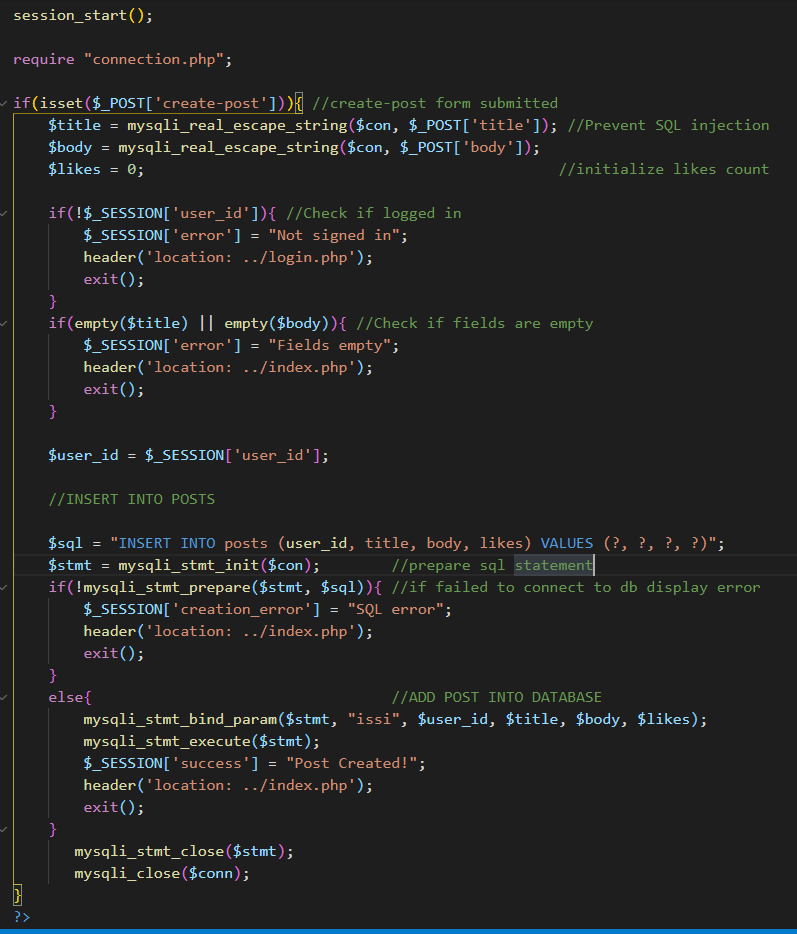 session_start();
require "connection.php";
if(isset($_POST['create-post'])){ //create-post form submitted
    $title = mysqli_real_escape_string($con, $_POST['title']); //Prevent SQL injection
    $body = mysqli_real_escape_string($con, $_POST['body']);
    $likes = 0;                                               //initialize likes count
    if(!$_SESSION['user_id']){ //Check if logged in
        $_SESSION['error'] = "Not signed in";
        header('location: ../login.php');
        exit();
    }
    if(empty($title) || empty($body)){ //Check if fields are empty
        $_SESSION['error'] = "Fields empty";
        header('location: ../index.php');
        exit();
    }
    $user_id = $_SESSION['user_id'];
    //INSERT INTO POSTS
    $sql = "INSERT INTO posts (user_id, title, body, likes) VALUES (?, ?, ?, ?)";
    $stmt = mysqli_stmt_init($con);        //prepare sql statement
    if(!mysqli_stmt_prepare($stmt, $sql)){ //if failed to connect to db display error
        $_SESSION['creation_error'] = "SQL error";
        header('location: ../index.php');
        exit();
    }
    else{                                  //ADD POST INTO DATABASE
        mysqli_stmt_bind_param($stmt, "issi", $user_id, $title, $body, $likes);
        mysqli_stmt_execute($stmt);
        $_SESSION['success'] = "Post Created!";
        header('location: ../index.php');
        exit();
    }
       mysqli_stmt_close($stmt);
       mysqli_close($conn);
}
?>